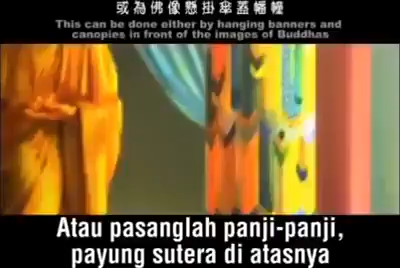 或為佛像懸掛傘蓋幡幢
This can be done either by hanging banners and
canopies in front of the images of Buddhas
Atau pasanglah panji-panji,
payung sutera di atasnya